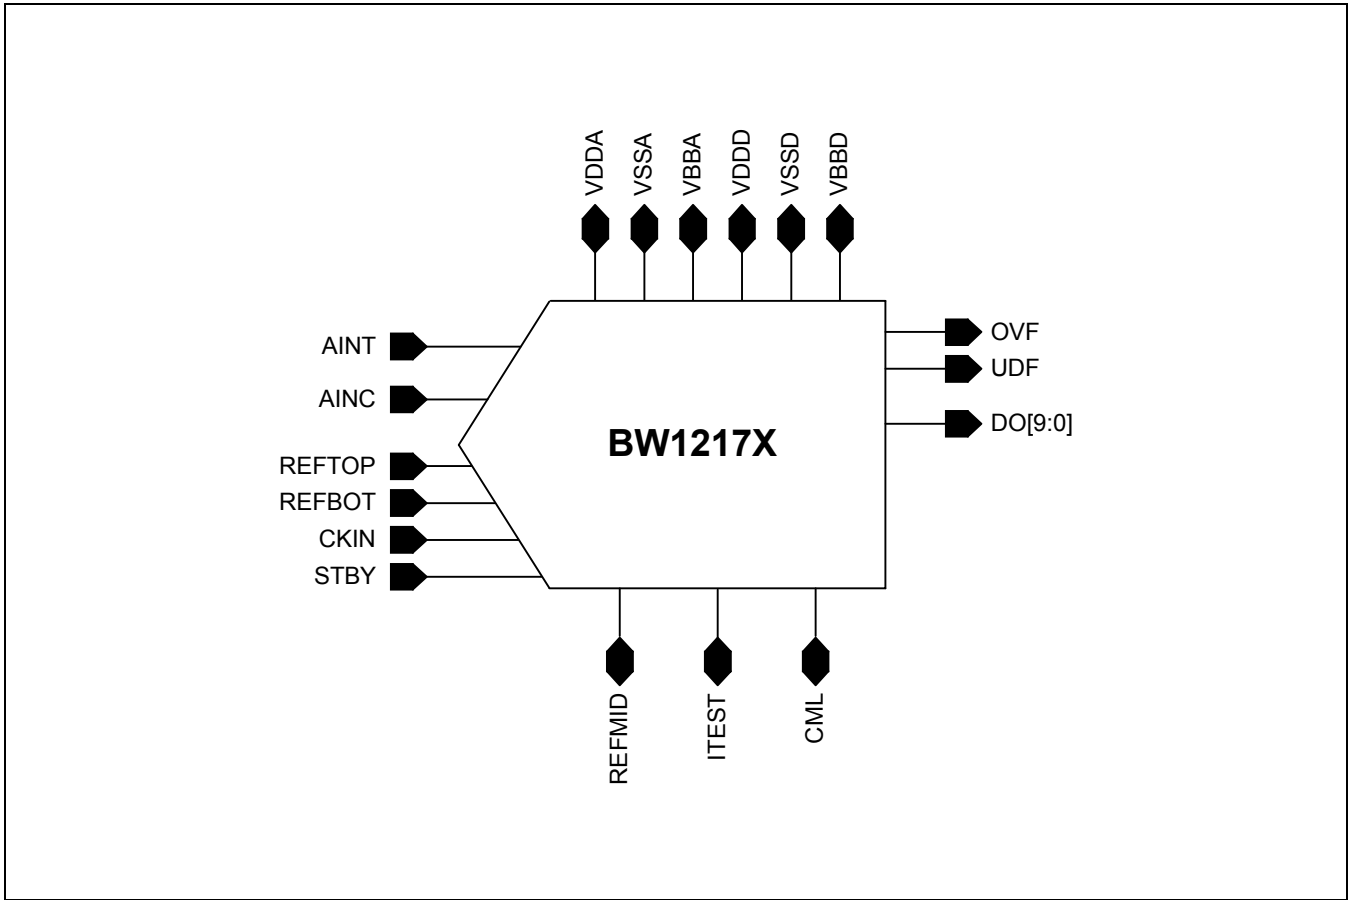 VDDA
VSSA
VBBA
VDDD
VSSD
VBBD
AINT
AINC
REFTOP
REFBOT
CKIN
STBY
BW1217X
OVF
UDF
DO[9:0]
REFMID
ITEST
CML